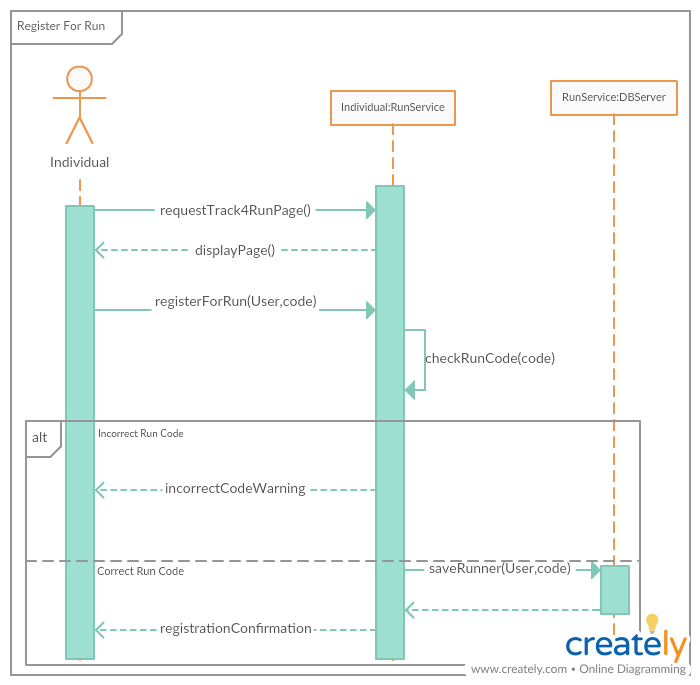 Register For Run
Individual
Individual:RunService
RunService:DBServer
requestTrack4RunPage()
displayPage()
registerForRun(User,code)
checkRunCode(code)
alt
Incorrect Run Code
incorrectCodeWarning
Correct Run Code
saveRunner(User,code)
registrationConfirmation
creately
www.creately.com • Online Diagramming